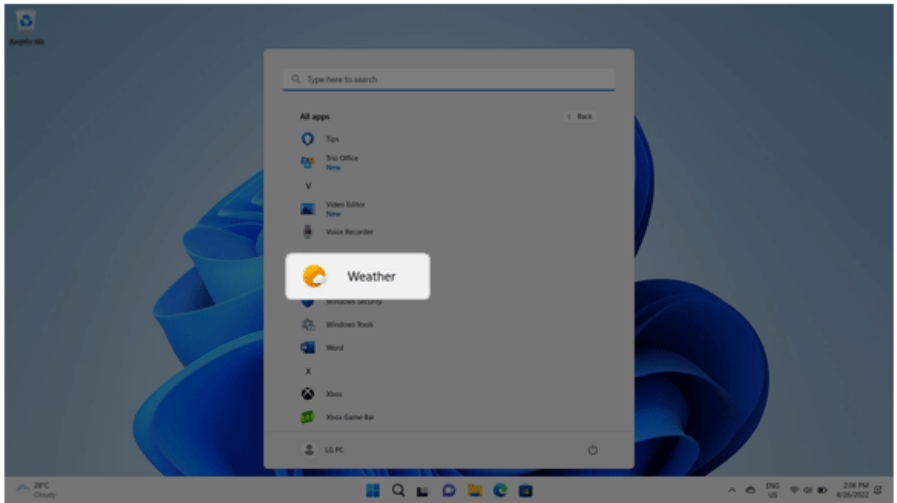 Recycle Bin
Type here to search
All apps
Back
Tips
Trio Office
New
V
Video Editor
New
Voice Recorder
Weather
Windows Security
Windows Tools
Word
X
Xbox
Xbox Game Bar
LG PC
28°C
Cloudy
ENG
US
2:06 PM
8/26/2022